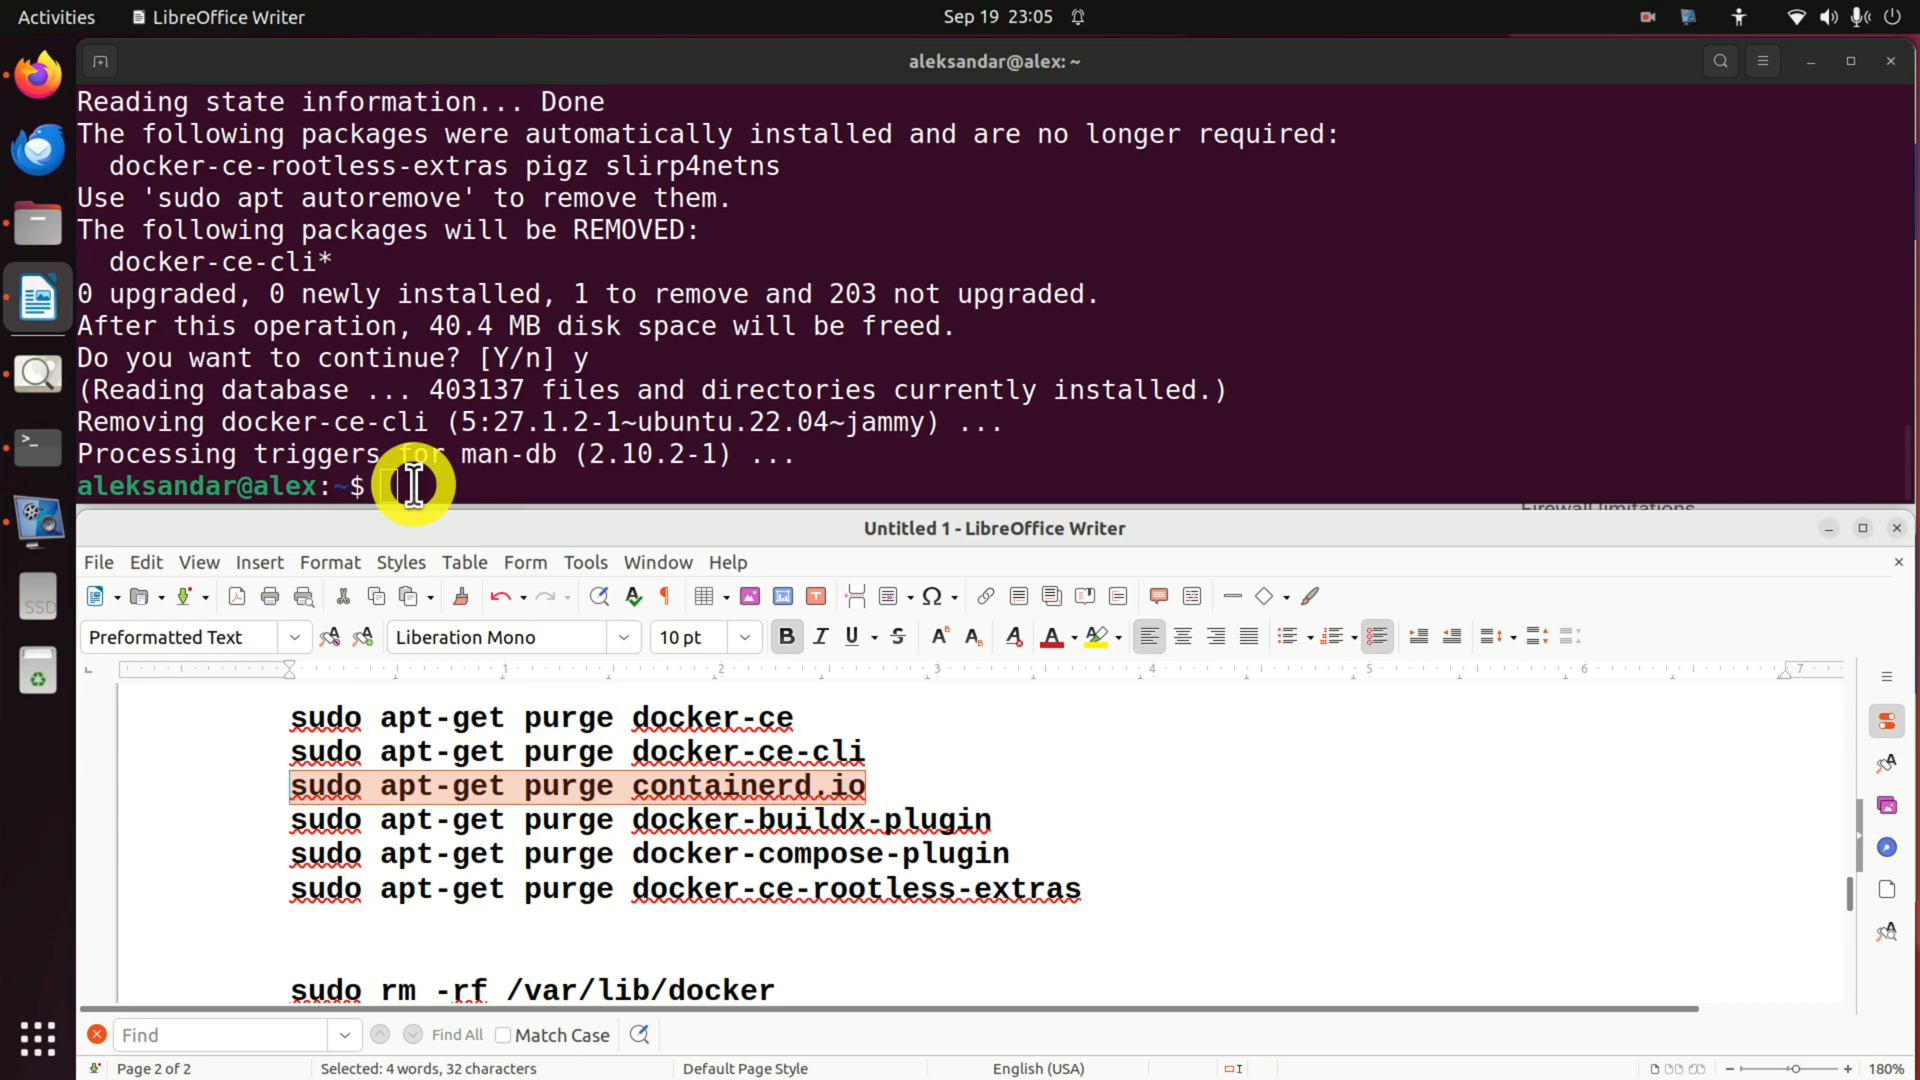 Activities
LibreOffice Writer
Sep 19 23:05
aleksandar@alex: ~
Reading state information... Done
The following packages were automatically installed and are no longer required:
docker-ce-rootless-extras pigz slirp4netns
Use 'sudo apt autoremove' to remove them.
The following packages will be REMOVED:
docker-ce-cli*
0 upgraded, 0 newly installed, 1 to remove and 203 not upgraded.
After this operation, 40.4 MB disk space will be freed.
Do you want to continue? [Y/n] y
(Reading database ... 403137 files and directories currently installed.)
Removing docker-ce-cli (5:27.1.2-1~ubuntu.22.04~jammy) ...
Processing triggers for man-db (2.10.2-1) ...
aleksandar@alex:~$
Untitled 1 - LibreOffice Writer
File Edit View Insert Format Styles Table Form Tools Window Help
Preformatted Text
Liberation Mono
10 pt
1 2 3 4 5 6 7
sudo apt-get purge docker-ce
sudo apt-get purge docker-ce-cli
sudo apt-get purge containerd.io
sudo apt-get purge docker-buildx-plugin
sudo apt-get purge docker-compose-plugin
sudo apt-get purge docker-ce-rootless-extras
sudo rm -rf /var/lib/docker
Find
Find All
Match Case
Page 2 of 2
Selected: 4 words, 32 characters
Default Page Style
English (USA)
180%
SSD